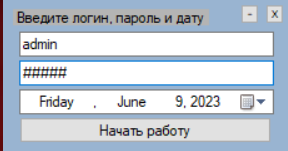 Введите логин, пароль и дату - x
admin
#####
Friday , June 9, 2023
Начать работу